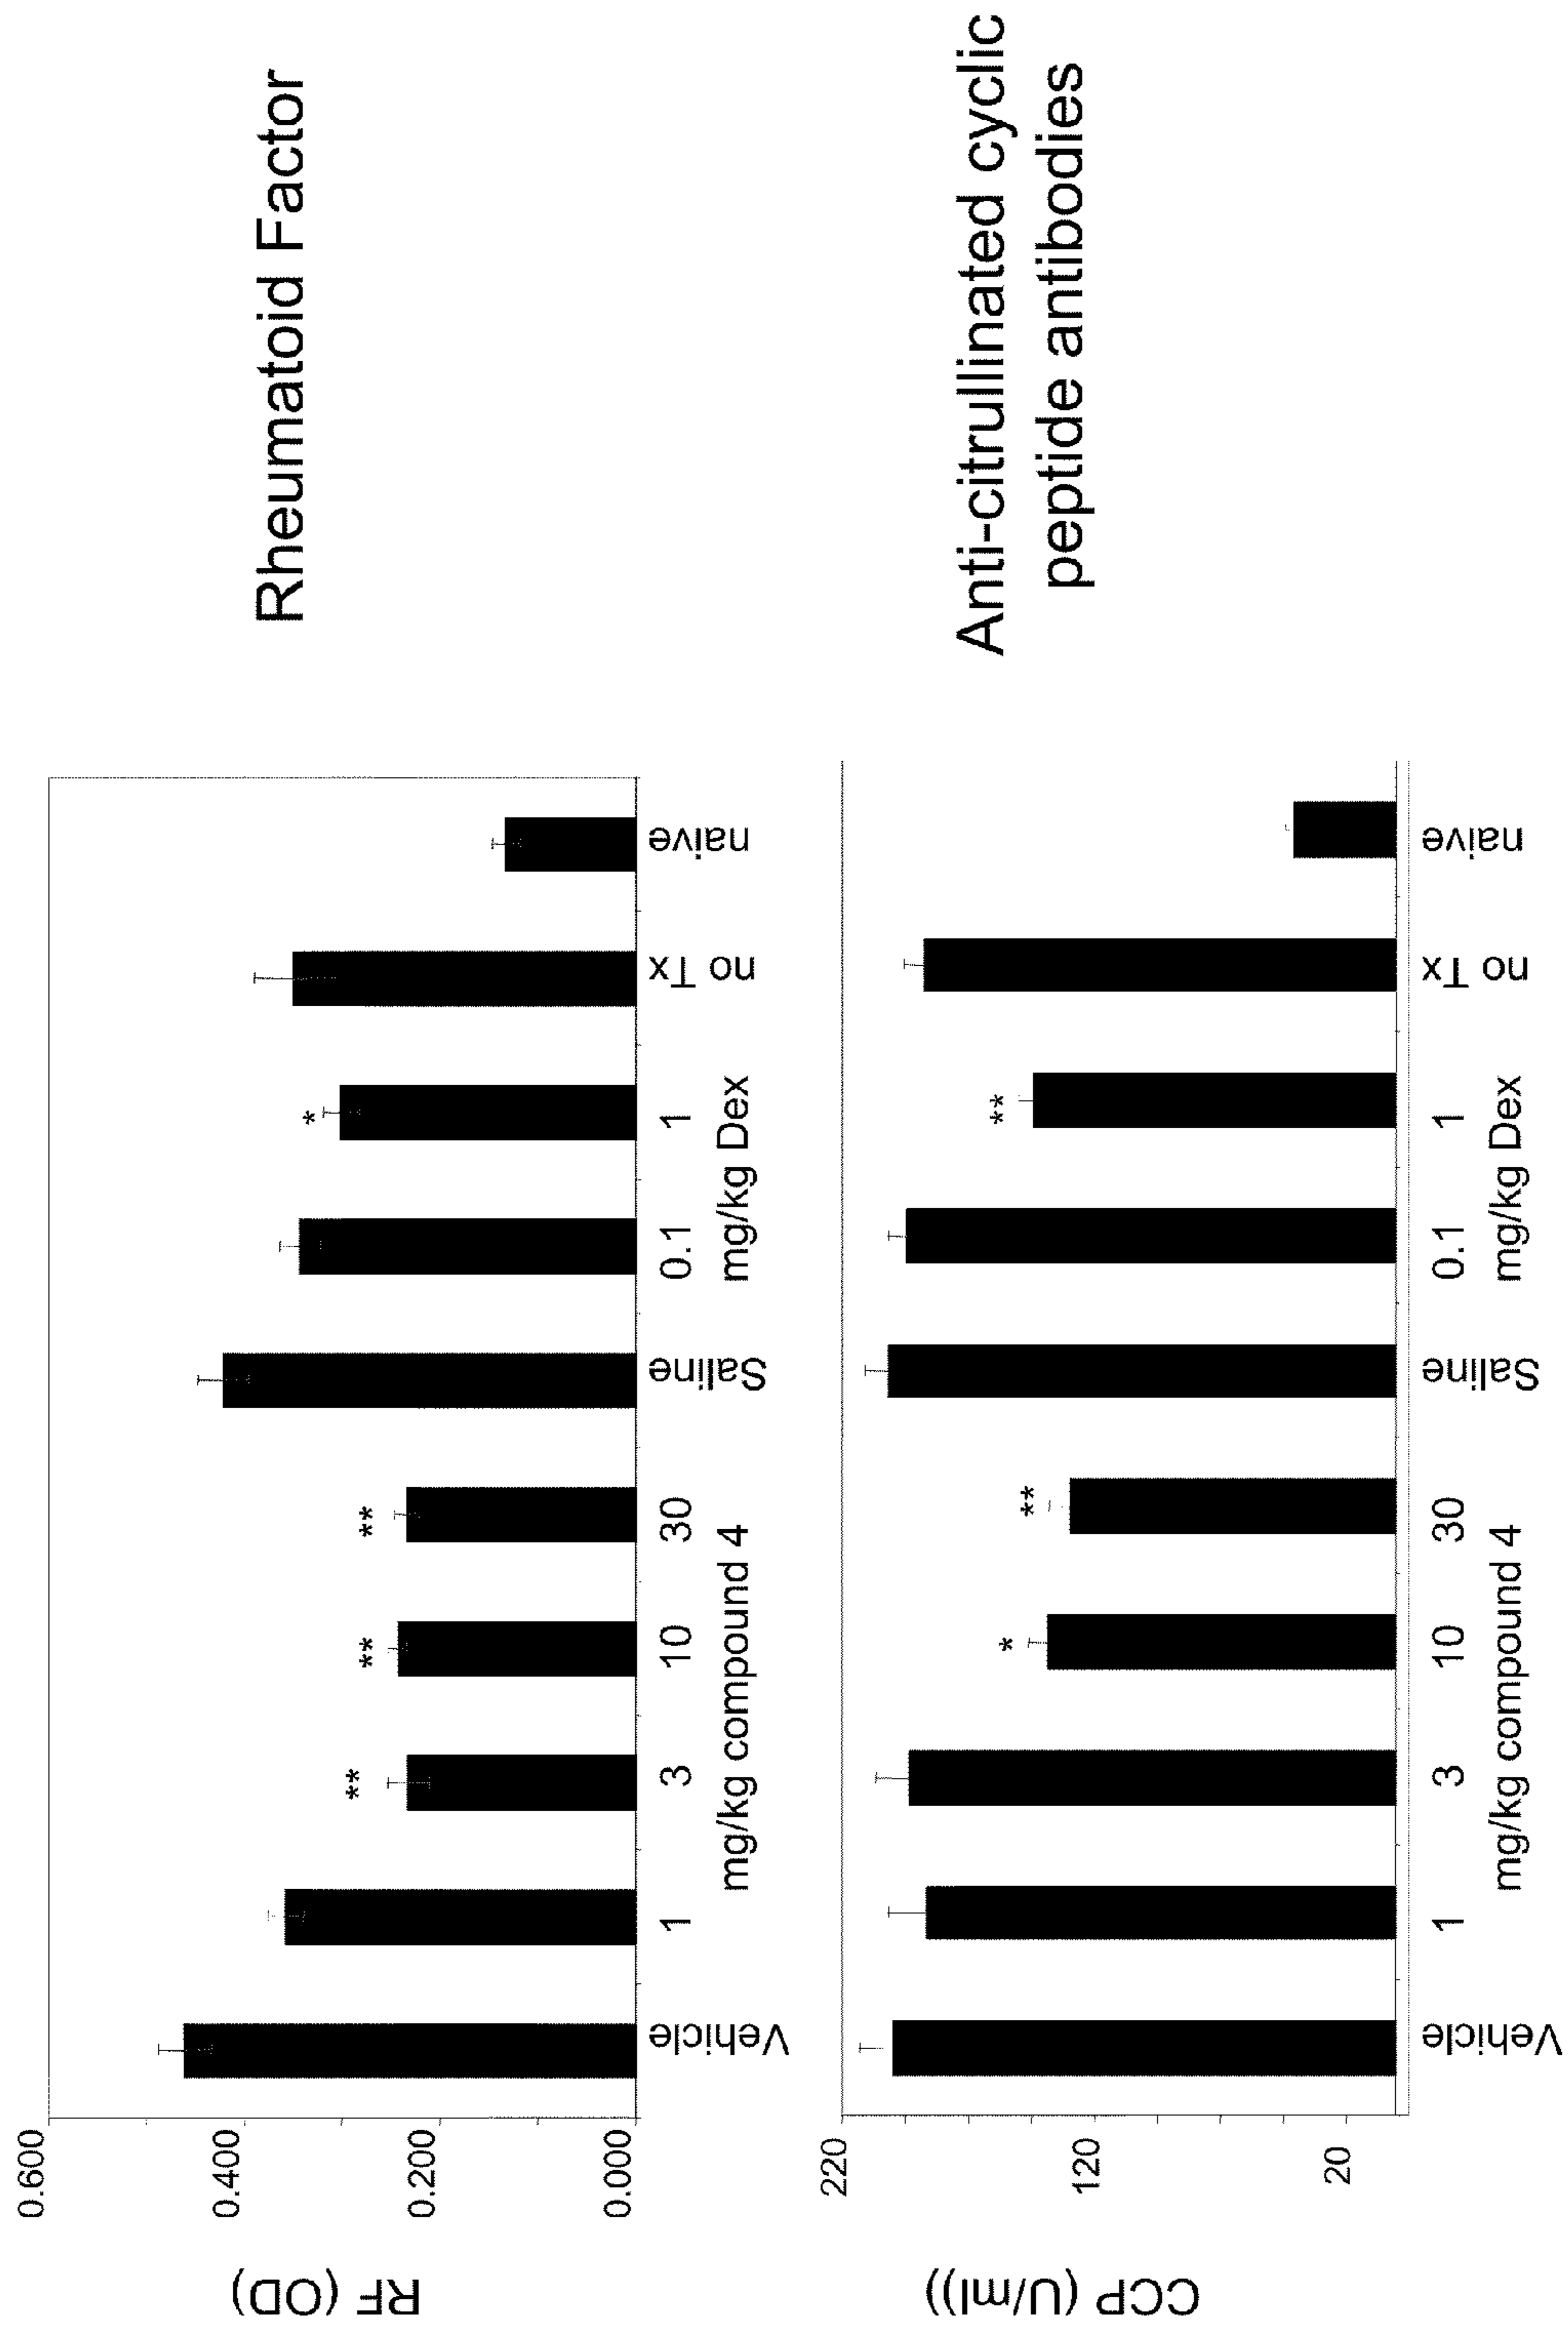 Rheumatoid Factor
RF (OD)
0.600
0.400
0.200
0.000
** ** ** *
Vehicle 1 3 10 30 Saline 0.1 1 no Tx naive
mg/kg compound 4 mg/kg Dex
Anti-citrullinated cyclic
peptide antibodies
CCP (U/ml))
220
120
20
* ** **
Vehicle 1 3 10 30 Saline 0.1 1 no Tx naive
mg/kg compound 4 mg/kg Dex